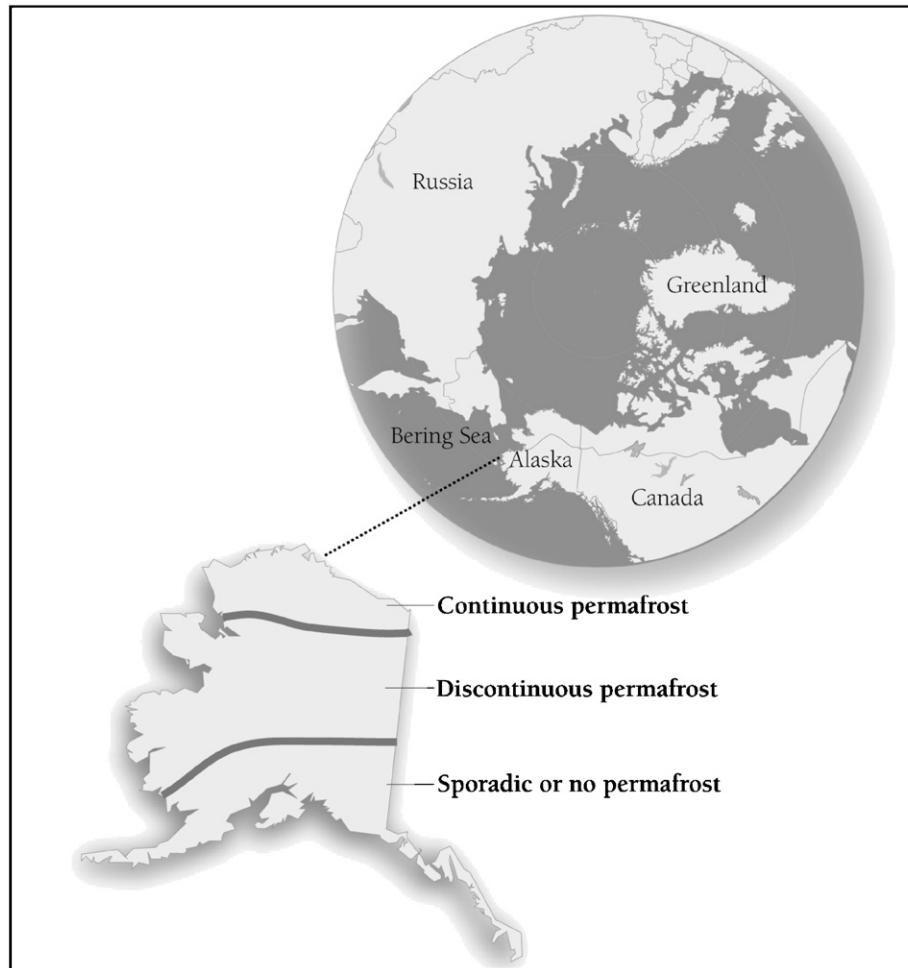 Russia
Greenland
Bering Sea
Alaska
Canada
Continuous permafrost
Discontinuous permafrost
Sporadic or no permafrost